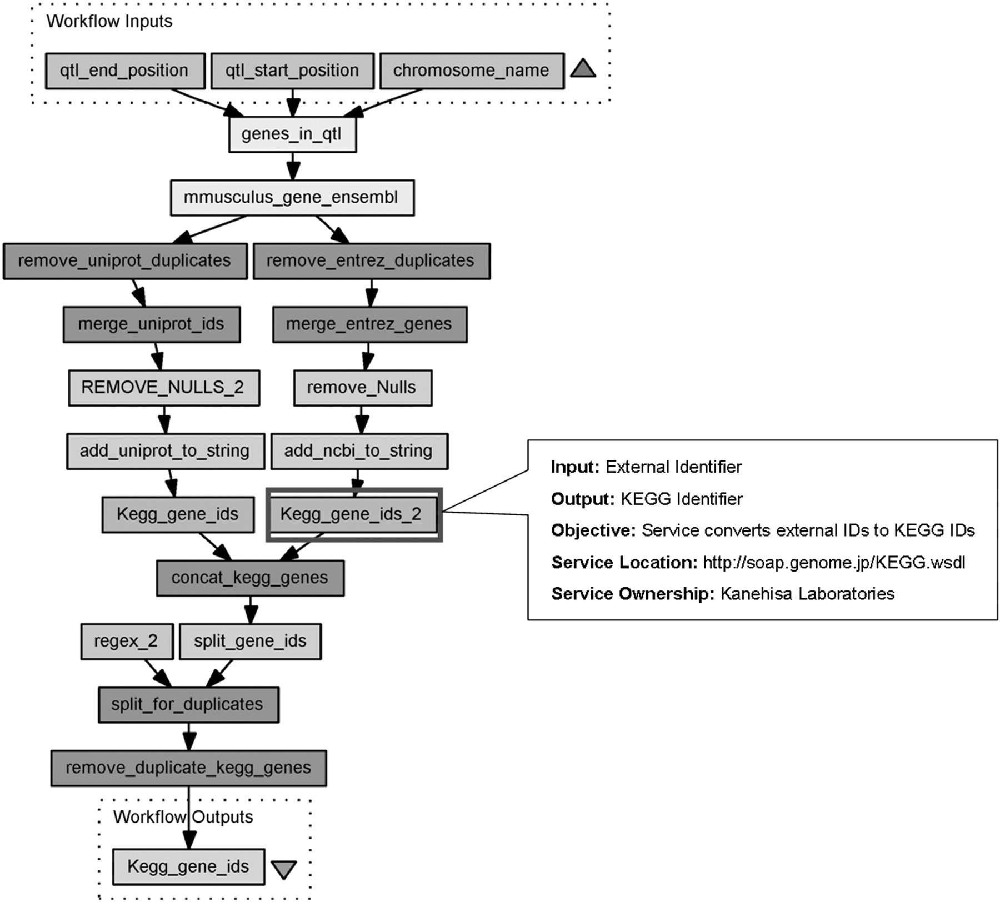 Workflow Inputs
qtl_end_position qtl_start_position chromosome_name
genes_in_qtl
mmusculus_gene_ensembl
remove_uniprot_duplicates remove_entrez_duplicates
merge_uniprot_ids merge_entrez_genes
REMOVE_NULLS_2 remove_Nulls
add_uniprot_to_string add_ncbi_to_string
Kegg_gene_ids Kegg_gene_ids_2
Input: External Identifier
Output: KEGG Identifier
Objective: Service converts external IDs to KEGG IDs
Service Location: http://soap.genome.jp/KEGG.wsdl
Service Ownership: Kanehisa Laboratories
concat_kegg_genes
regex_2 split_gene_ids
split_for_duplicates
remove_duplicate_kegg_genes
Workflow Outputs
Kegg_gene_ids